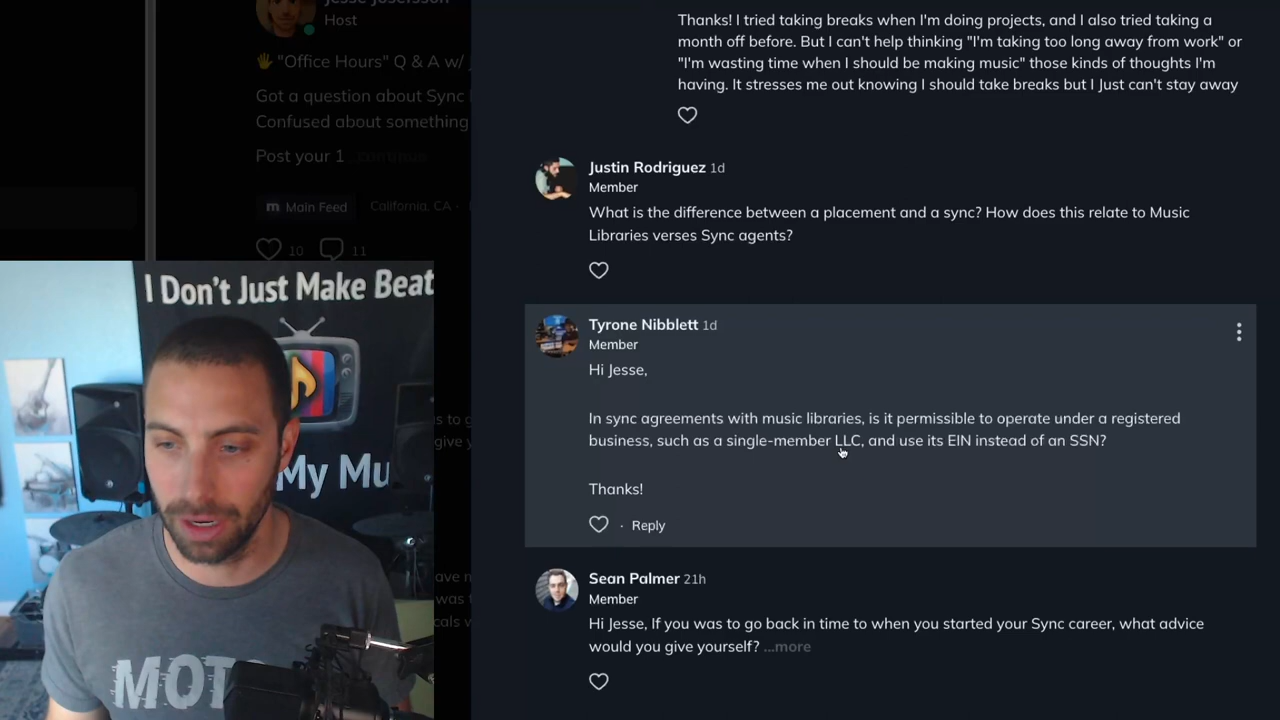 Host
"Office Hours" Q & A w/
Got a question about Sync
Confused about something
Post your 1 ...continue
m Main Feed California, CA ·
10 11
Thanks! I tried taking breaks when I'm doing projects, and I also tried taking a
month off before. But I can't help thinking "I'm taking too long away from work" or
"I'm wasting time when I should be making music" those kinds of thoughts I'm
having. It stresses me out knowing I should take breaks but I Just can't stay away
Justin Rodriguez 1d
Member
What is the difference between a placement and a sync? How does this relate to Music
Libraries verses Sync agents?
Tyrone Nibblett 1d
Member
Hi Jesse,
In sync agreements with music libraries, is it permissible to operate under a registered
business, such as a single-member LLC, and use its EIN instead of an SSN?
Thanks!
· Reply
Sean Palmer 21h
Member
Hi Jesse, If you was to go back in time to when you started your Sync career, what advice
would you give yourself? ...more
I Don't Just Make Beat
My Mu
MOT